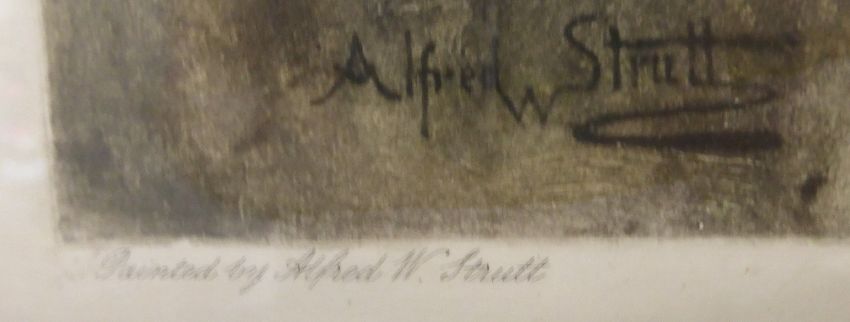 Alfred W Strutt
Painted by Alfred W. Strutt